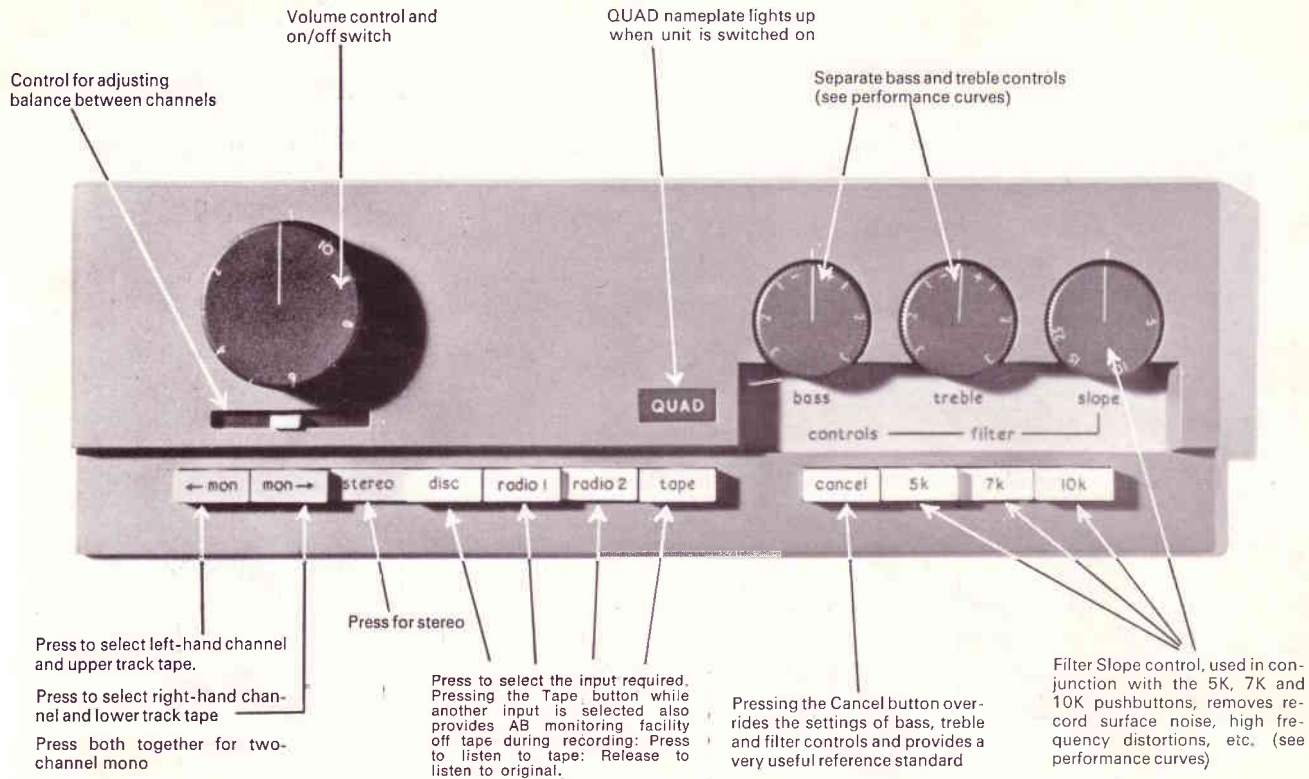 Volume control and
on/off switch
QUAD nameplate lights up
when unit is switched on
Control for adjusting
balance between channels
Separate bass and treble controls
(see performance curves)
2
4
6
8
10
QUAD
bass
treble
slope
controls
filter
← mon
mon →
stereo
disc
radio 1
radio 2
tape
cancel
5k
7k
10k
Press to select left-hand channel
and upper track tape.
Press to select right-hand chan-
nel and lower track tape
Press both together for two-
channel mono
Press for stereo
Press to select the input required.
Pressing the Tape button while
another input is selected also
provides AB monitoring facility
off tape during recording: Press
to listen to tape: Release to
listen to original.
Pressing the Cancel button over-
rides the settings of bass, treble
and filter controls and provides a
very useful reference standard
Filter Slope control, used in con-
junction with the 5K, 7K and
10K pushbuttons, removes re-
cord surface noise, high fre-
quency distortions, etc. (see
performance curves)